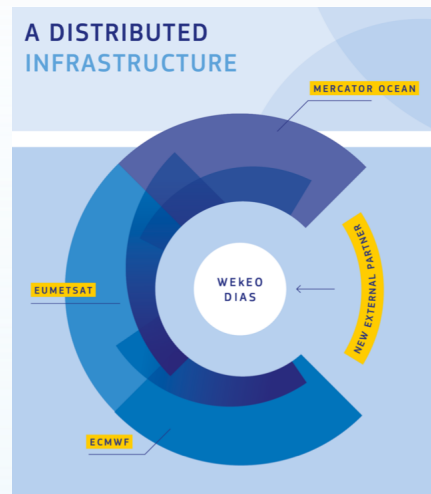 A DISTRIBUTED
INFRASTRUCTURE
MERCATOR OCEAN
NEW EXTERNAL PARTNER
WEkEO
DIAS
EUMETSAT
ECMWF